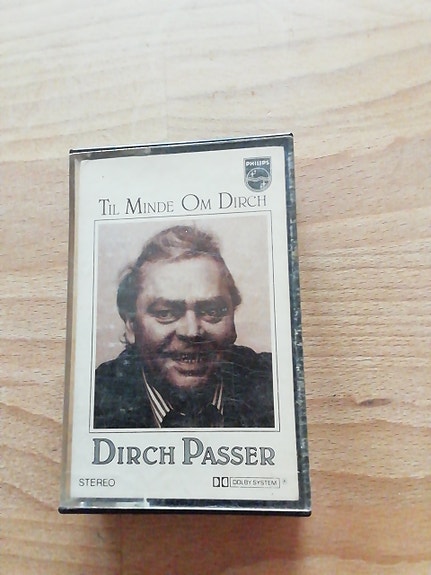 PHILIPS
TIL MINDE OM DIRCH
DIRCH PASSER
STEREO
DOLBY SYSTEM ®